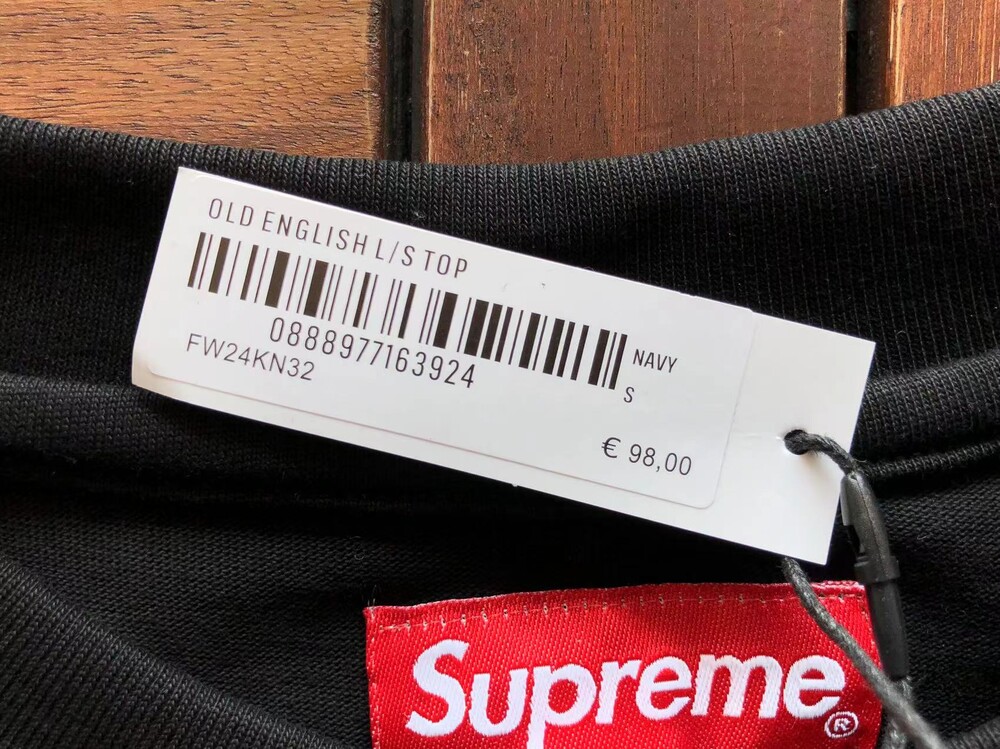 OLD ENGLISH L/S TOP
0888977163924
NAVY
FW24KN32
S
€ 98,00
Supreme®